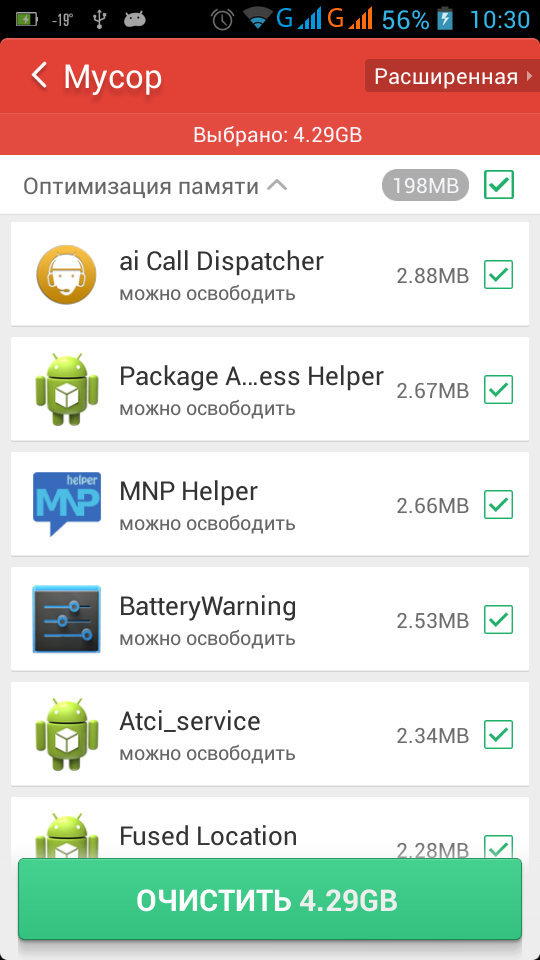 -19° G G 56% 10:30
Мусор
Расширенная
Выбрано: 4.29GB
Оптимизация памяти 198MB
ai Call Dispatcher
можно освободить
2.88MB
Package A...ess Helper
можно освободить
2.67MB
helper
MNP
MNP Helper
можно освободить
2.66MB
BatteryWarning
можно освободить
2.53MB
Atci_service
можно освободить
2.34MB
Fused Location
2.28MB
ОЧИСТИТЬ 4.29GB